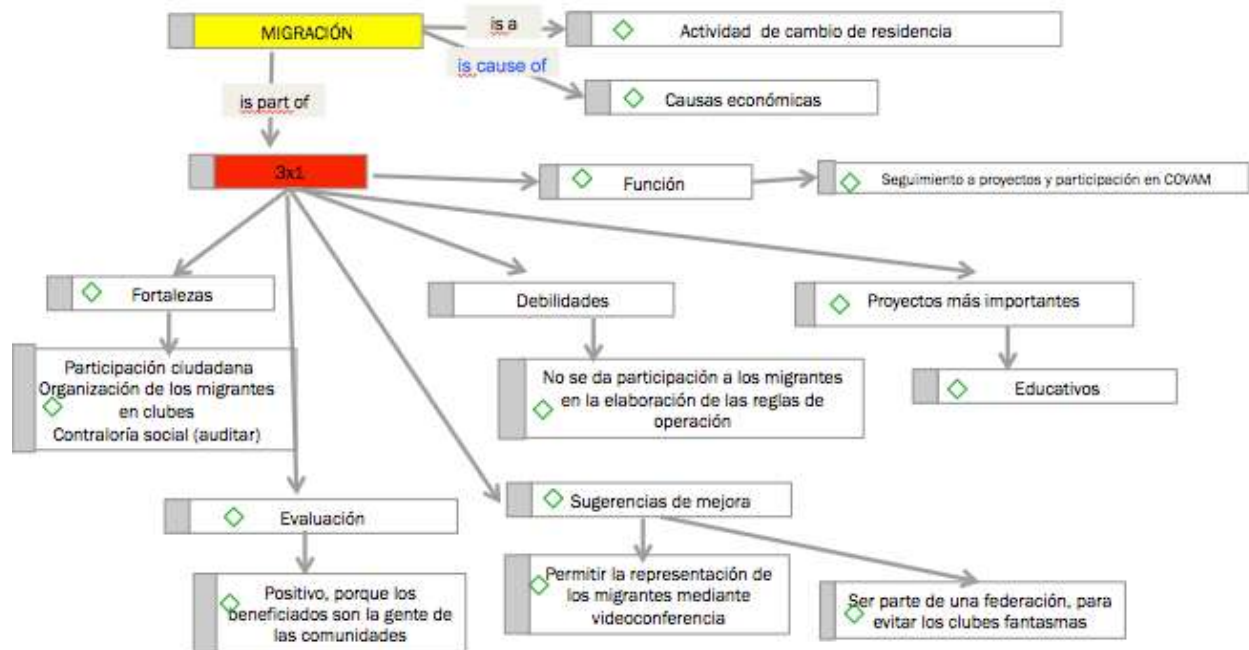 MIGRACIÓN
is a
Actividad de cambio de residencia
is cause of
Causas económicas
is part of
3x1
Función
Seguimiento a proyectos y participación en COVAM
Fortalezas
Debilidades
Proyectos más importantes
Participación ciudadana
Organización de los migrantes
en clubes
Contraloría social (auditar)
No se da participación a los migrantes
en la elaboración de las reglas de
operación
Educativos
Evaluación
Sugerencias de mejora
Positivo, porque los
beneficiados son la gente de
las comunidades
Permitir la representación de
los migrantes mediante
videoconferencia
Ser parte de una federación, para
evitar los clubes fantasmas